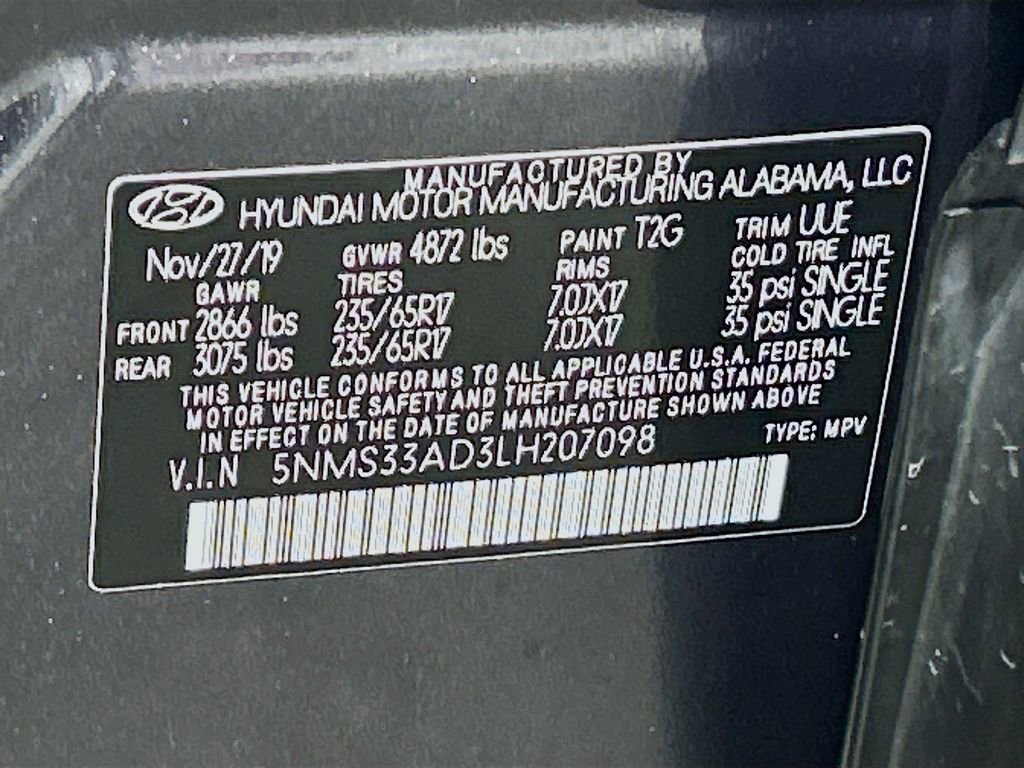 MANUFACTURED BY
HYUNDAI MOTOR MANUFACTURING ALABAMA, LLC
Nov/27/19 GVWR 4872 lbs PAINT T2G TRIM UUE
GAWR TIRES RIMS COLD TIRE INFL
FRONT 2866 lbs 235/65R17 7.0JX17 35 psi SINGLE
REAR 3075 lbs 235/65R17 7.0JX17 35 psi SINGLE
THIS VEHICLE CONFORMS TO ALL APPLICABLE U.S.A. FEDERAL
MOTOR VEHICLE SAFETY AND THEFT PREVENTION STANDARDS
IN EFFECT ON THE DATE OF MANUFACTURE SHOWN ABOVE
V.I.N 5NMS33AD3LH207098 TYPE: MPV